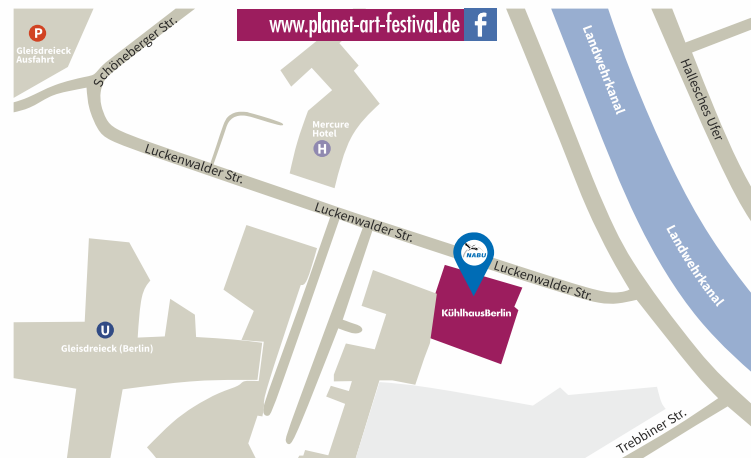 www.planet-art-festival.de f
P
Gleisdreieck
Ausfahrt
Schöneberger Str.
Landwehrkanal
Hallesches Ufer
Mercure
Hotel
H
Luckenwalder Str.
Luckenwalder Str.
NABU
Luckenwalder Str.
Landwehrkanal
KühlhausBerlin
U
Gleisdreieck (Berlin)
Trebbiner Str.